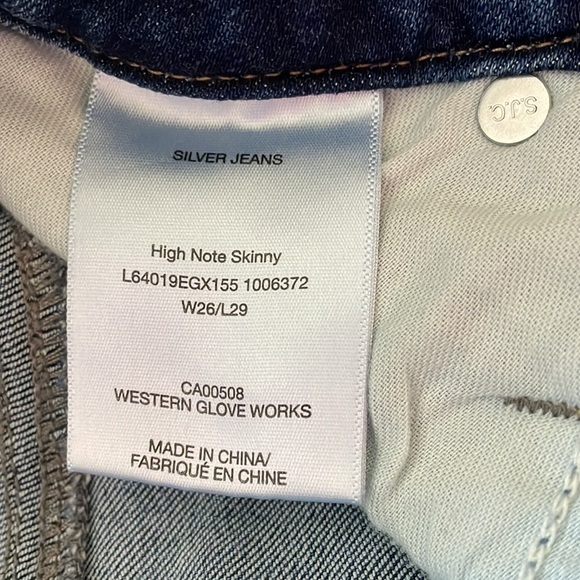 SILVER JEANS
High Note Skinny
L64019EGX155 1006372
W26/L29
CA00508
WESTERN GLOVE WORKS
MADE IN CHINA/
FABRIQUÉ EN CHINE
S.J.C.